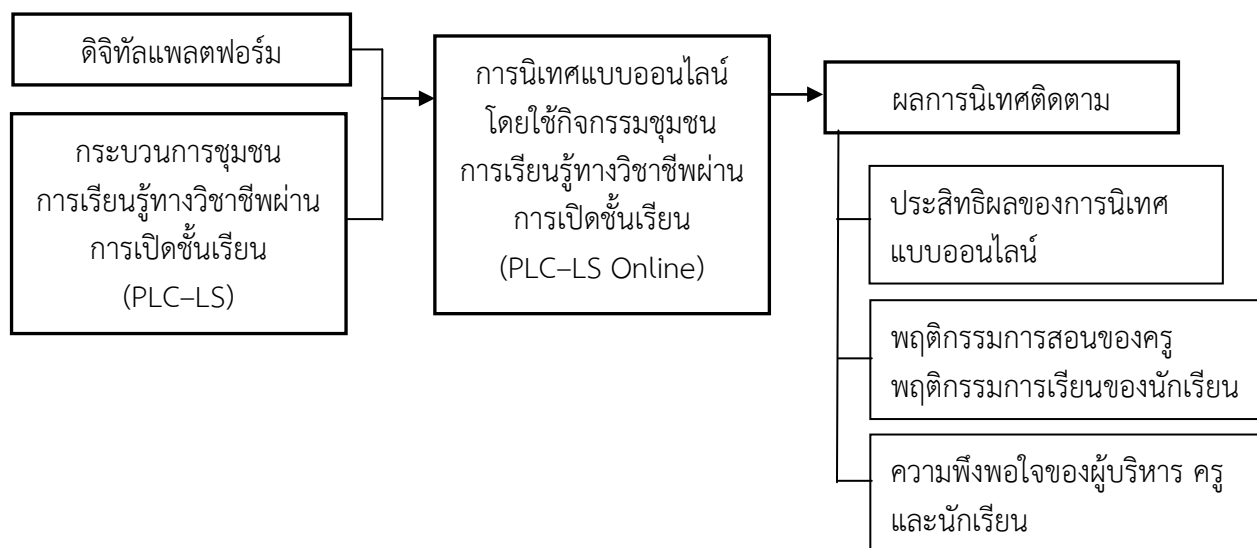 ดิจิทัลแพลตฟอร์ม
กระบวนการชุมชน
การเรียนรู้ทางวิชาชีพผ่าน
การเปิดชั้นเรียน
(PLC–LS)
การนิเทศแบบออนไลน์
โดยใช้กิจกรรมชุมชน
การเรียนรู้ทางวิชาชีพผ่าน
การเปิดชั้นเรียน
(PLC–LS Online)
ผลการนิเทศติดตาม
ประสิทธิผลของการนิเทศ
แบบออนไลน์
พฤติกรรมการสอนของครู
พฤติกรรมการเรียนของนักเรียน
ความพึงพอใจของผู้บริหาร ครู
และนักเรียน